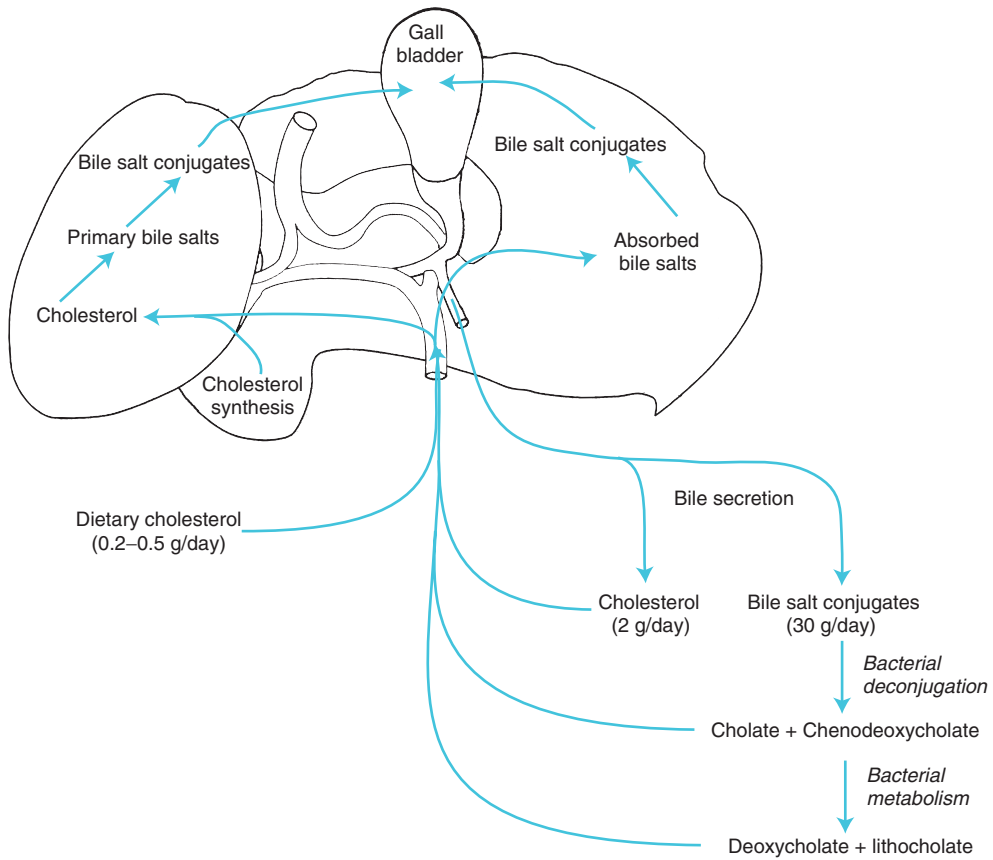 Gall
bladder
Bile salt conjugates
Bile salt conjugates
Primary bile salts
Absorbed
bile salts
Cholesterol
Cholesterol
synthesis
Dietary cholesterol
(0.2–0.5 g/day)
Bile secretion
Cholesterol
(2 g/day)
Bile salt conjugates
(30 g/day)
Bacterial
deconjugation
Cholate + Chenodeoxycholate
Bacterial
metabolism
Deoxycholate + lithocholate